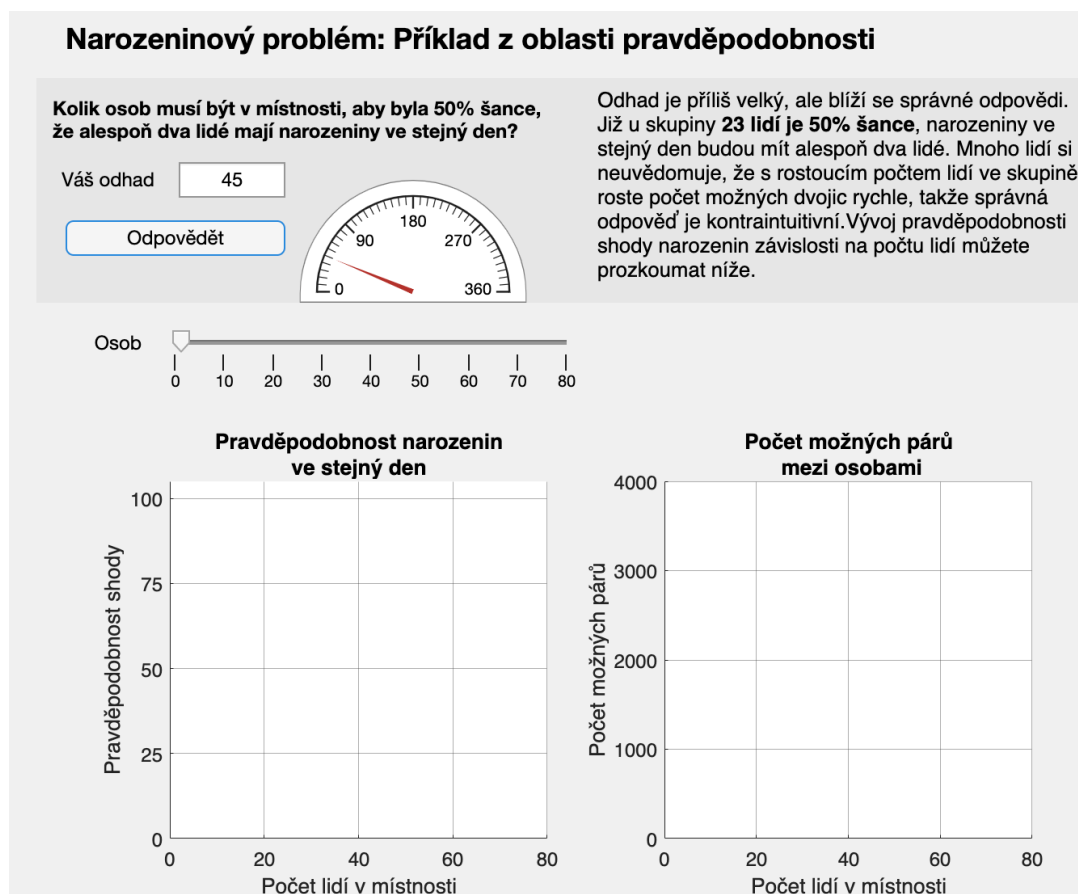 Narozeninový problém: Příklad z oblasti pravděpodobnosti
Kolik osob musí být v místnosti, aby byla 50% šance,
že alespoň dva lidé mají narozeniny ve stejný den?
Váš odhad
45
Odpovědět
0
90
180
270
360
Odhad je příliš velký, ale blíží se správné odpovědi.
Již u skupiny 23 lidí je 50% šance, narozeniny ve
stejný den budou mít alespoň dva lidé. Mnoho lidí si
neuvědomuje, že s rostoucím počtem lidí ve skupině
roste počet možných dvojic rychle, takže správná
odpověď je kontraintuitivní.Vývoj pravděpodobnosti
shody narozenin závislosti na počtu lidí můžete
prozkoumat níže.
Osob
0 10 20 30 40 50 60 70 80
Pravděpodobnost narozenin
ve stejný den
Pravděpodobnost shody
100
75
50
25
0
0 20 40 60 80
Počet lidí v místnosti
Počet možných párů
mezi osobami
Počet možných párů
4000
3000
2000
1000
0
0 20 40 60 80
Počet lidí v místnosti